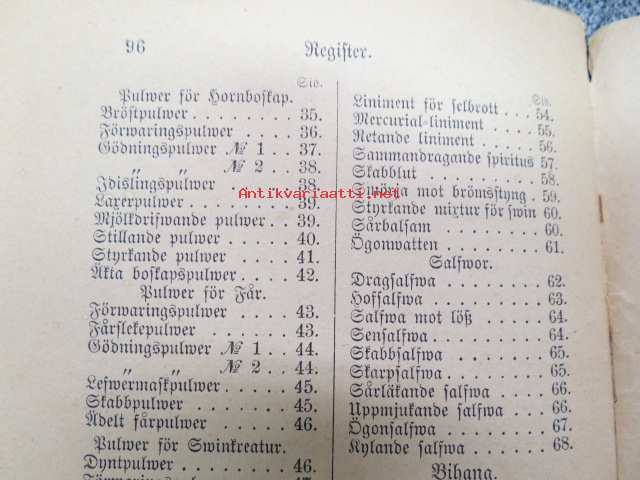 96 Register.
Sid.
Pulwer för Hornboskap.
Bröstpulwer . . . . . . . 35.
Förwaringspulwer . . . . 36.
Gödningspulwer № 1 . . 37.
„ „ № 2 . . 38.
Idislingspulwer . . . . . 38.
Laxerpulwer . . . . . . . 39.
Mjölkdrifwande pulwer . . 39.
Stillande pulwer . . . . . 40.
Styrkande pulwer . . . . 41.
Äkta boskapspulwer . . . 42.
Pulwer för Får.
Förwaringspulwer . . . . 43.
Fårflekepulwer . . . . . 43.
Gödningspulwer № 1 . . 44.
„ „ № 2 . . 44.
Lefwermaskpulwer . . . . 45.
Skabbpulwer . . . . . . . 45.
Ädelt fårpulwer . . . . . 46.
Pulwer för Swinkreatur.
Dyntpulwer . . . . . . . 46.
Sid.
Liniment för selbrott . . . 54.
Mercurial-liniment . . . . 55.
Retande liniment . . . . . 56.
Sammandragande spiritus 57.
Skabblut . . . . . . . . 58.
Smörja mot brömsstyng . 59.
Styrkande mixtur för swin 60.
Sårbalsam . . . . . . . . 60.
Ögonwatten . . . . . . . 61.
Salfwor.
Dragsalfwa . . . . . . . 62.
Hofsalfwa . . . . . . . . 63.
Salfwa mot löß . . . . . 64.
Sensalfwa . . . . . . . . 64.
Skabbsalfwa . . . . . . 65.
Skarpsalfwa . . . . . . . 65.
Sårläkande salfwa . . . . 66.
Uppmjukande salfwa . . . 66.
Ögonsalfwa . . . . . . . 67.
Kylande salfwa . . . . . . 68.
Bihang.
Antikvariaatti.net